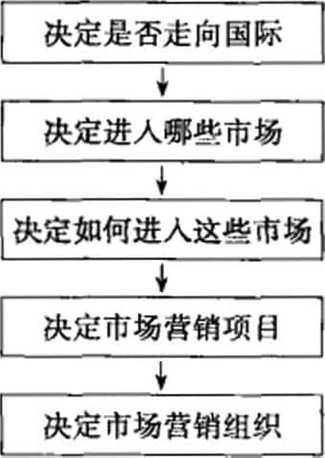 决定是否走向国际
决定进入哪些市场
决定如何进入这些市场
决定市场营销项目
决定市场营销组织